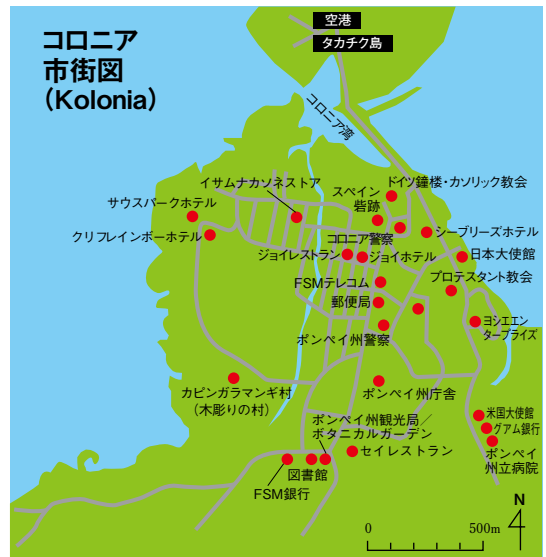 コロニア
市街図
(Kolonia)
空港
タカチク島
コロニア湾
イサムナカソネストア
スペイン
砦跡
ドイツ鐘楼・カソリック教会
サウスパークホテル
クリフレインボーホテル
コロニア警察
シーブリーズホテル
ジョイレストラン
ジョイホテル
日本大使館
プロテスタント教会
FSMテレコム
郵便局
ポンペイ州警察
ヨシエエン
タープライズ
カピンガラマンギ村
(木彫りの村)
ポンペイ州庁舎
ポンペイ州観光局/
ボタニカルガーデン
米国大使館
グアム銀行
ポンペイ
州立病院
セイレストラン
図書館
FSM銀行
N
0
500m